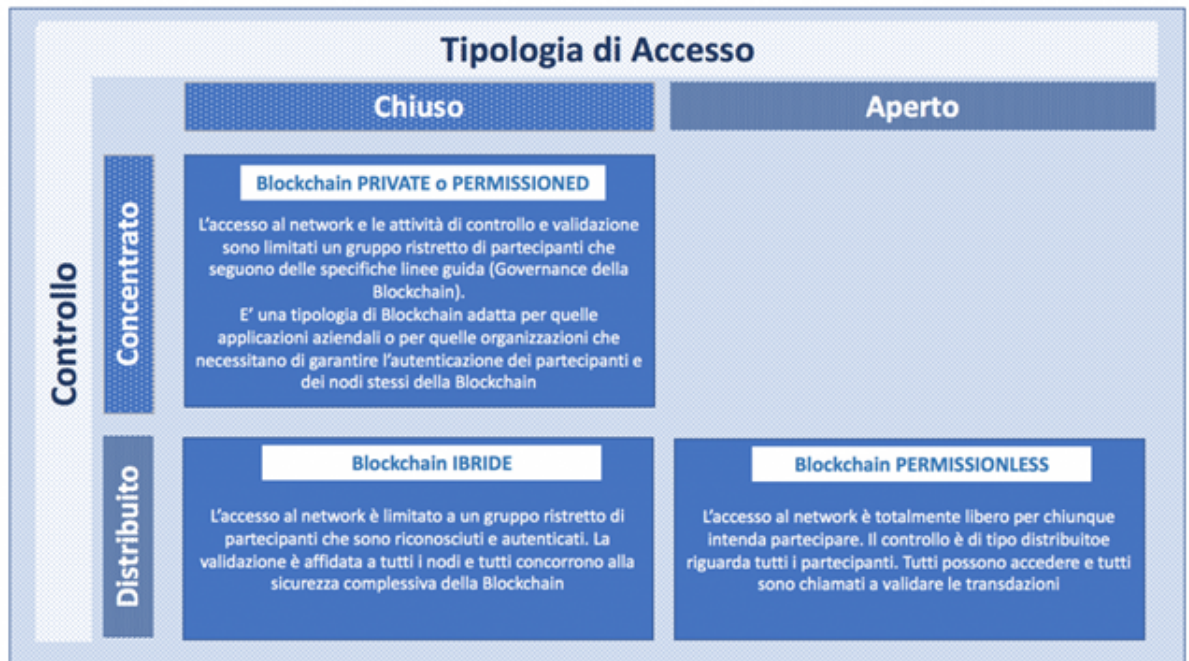 Tipologia di Accesso
Chiuso
Aperto
Controllo
Concentrato
Blockchain PRIVATE o PERMISSIONED
L'accesso al network e le attività di controllo e validazione
sono limitati un gruppo ristretto di partecipanti che
seguono delle specifiche linee guida (Governance della
Blockchain).
E' una tipologia di Blockchain adatta per quelle
applicazioni aziendali o per quelle organizzazioni che
necessitano di garantire l'autenticazione dei partecipanti e
dei nodi stessi della Blockchain
Distribuito
Blockchain IBRIDE
L'accesso al network è limitato a un gruppo ristretto di
partecipanti che sono riconosciuti e autenticati. La
validazione è affidata a tutti i nodi e tutti concorrono alla
sicurezza complessiva della Blockchain
Blockchain PERMISSIONLESS
L'accesso al network è totalmente libero per chiunque
intenda partecipare. Il controllo è di tipo distribuitoe
riguarda tutti i partecipanti. Tutti possono accedere e tutti
sono chiamati a validare le transdazioni